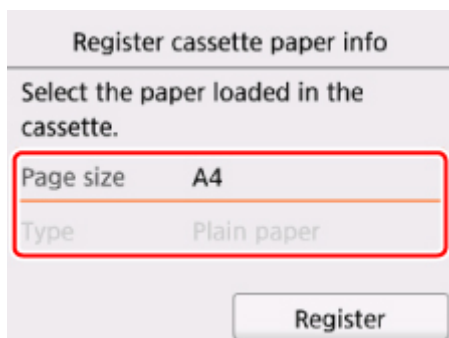 Register cassette paper info
Select the paper loaded in the
cassette.
Page size A4
Type Plain paper
Register